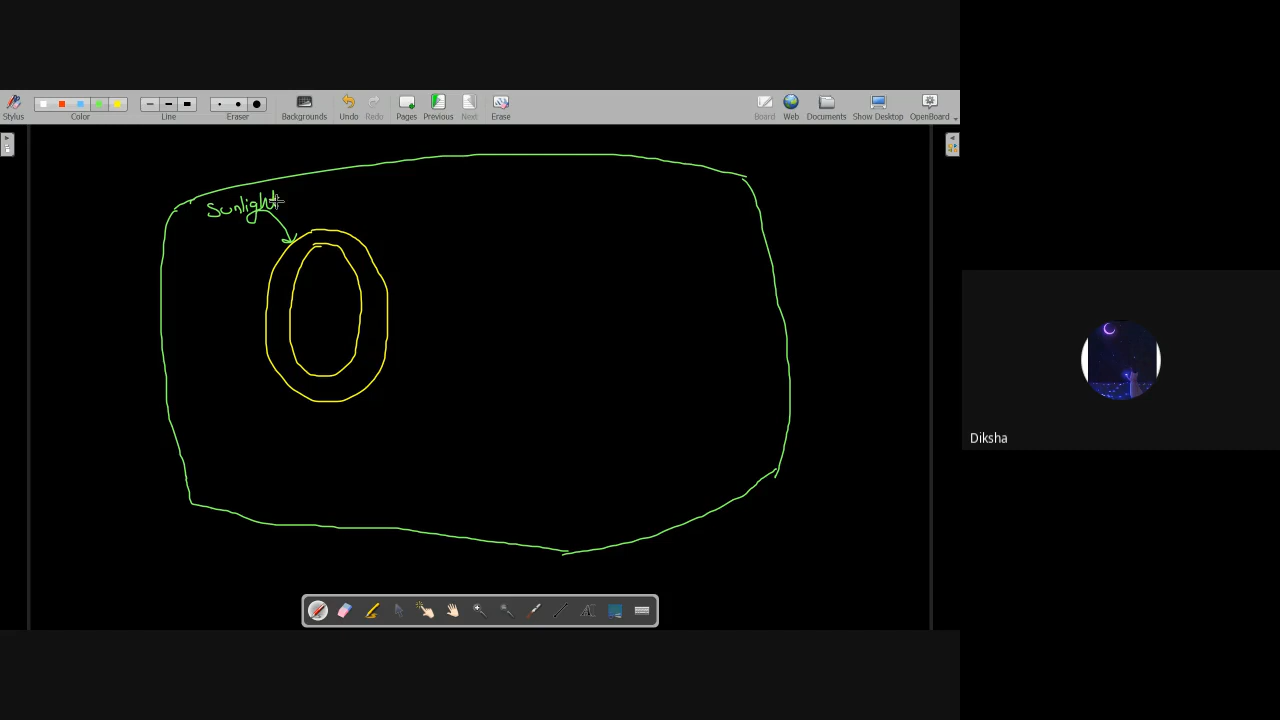 Stylus Color Line Eraser Backgrounds Undo Redo Pages Previous Next Erase Board Web Documents Show Desktop OpenBoard
Sunlight
Diksha